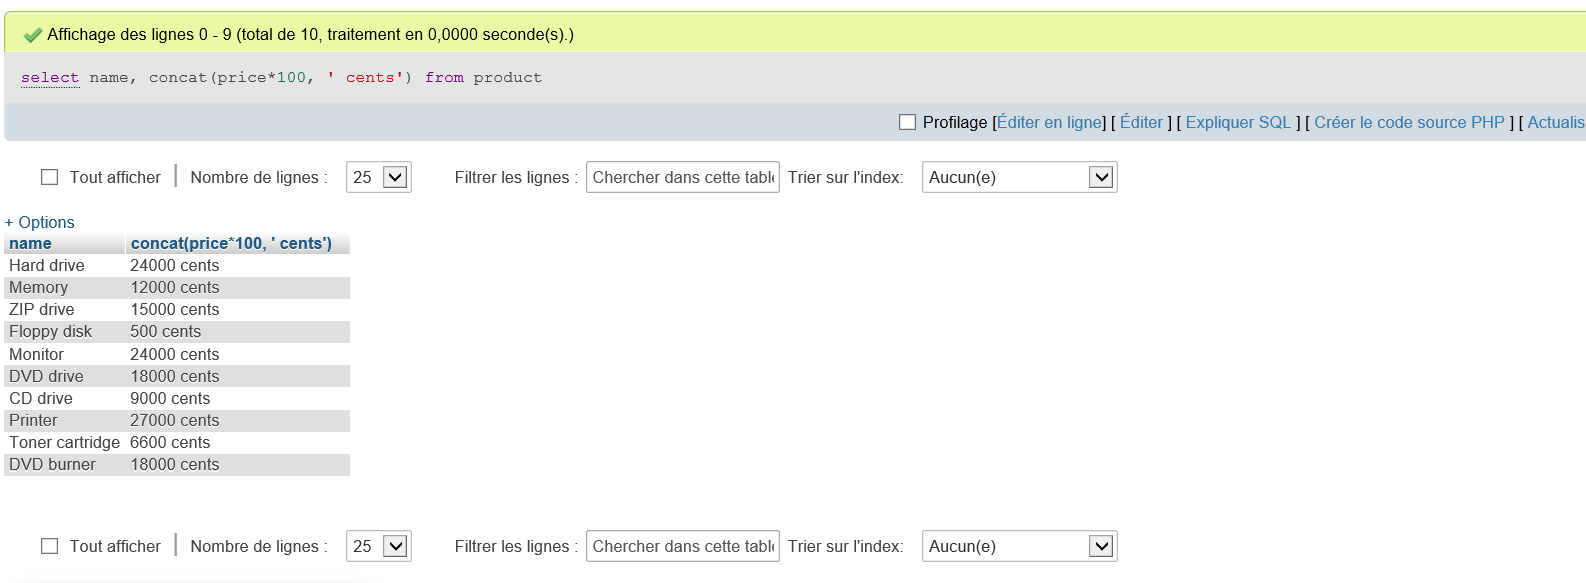 Affichage des lignes 0 - 9 (total de 10, traitement en 0,0000 seconde(s).)
select name, concat(price*100, ' cents') from product
Profilage [Éditer en ligne] [ Éditer ] [ Expliquer SQL ] [ Créer le code source PHP ] [ Actualis
Tout afficher | Nombre de lignes : 25 Filtrer les lignes : Chercher dans cette table Trier sur l'index: Aucun(e)
+ Options
name concat(price*100, ' cents')
Hard drive 24000 cents
Memory 12000 cents
ZIP drive 15000 cents
Floppy disk 500 cents
Monitor 24000 cents
DVD drive 18000 cents
CD drive 9000 cents
Printer 27000 cents
Toner cartridge 6600 cents
DVD burner 18000 cents
Tout afficher | Nombre de lignes : 25 Filtrer les lignes : Chercher dans cette table Trier sur l'index: Aucun(e)